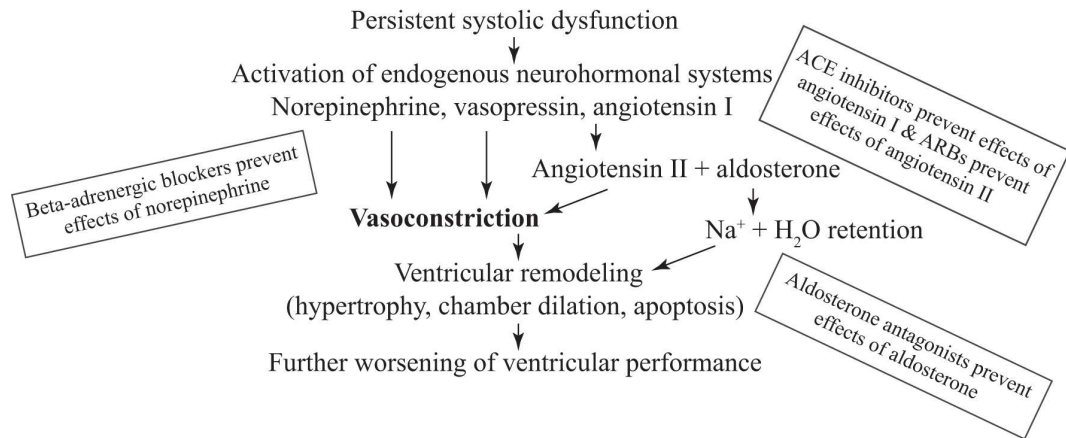 Persistent systolic dysfunction
Activation of endogenous neurohormonal systems
Norepinephrine, vasopressin, angiotensin I
ACE inhibitors prevent effects of
angiotensin I & ARBs prevent
effects of angiotensin II
Beta-adrenergic blockers prevent
effects of norepinephrine
Angiotensin II + aldosterone
Vasoconstriction
Na⁺ + H₂O retention
Ventricular remodeling
(hypertrophy, chamber dilation, apoptosis)
Aldosterone antagonists prevent
effects of aldosterone
Further worsening of ventricular performance